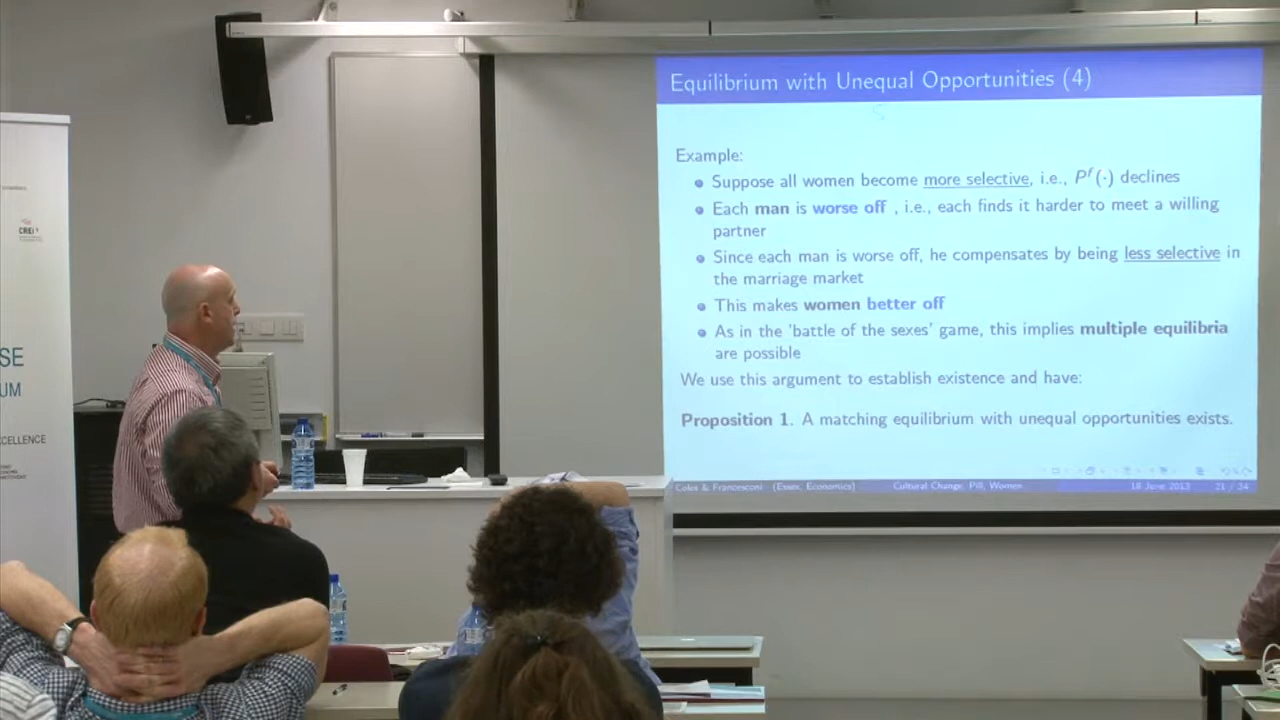 Equilibrium with Unequal Opportunities (4)
Example:
Suppose all women become more selective, i.e., Pᶠ(·) declines
Each man is worse off , i.e., each finds it harder to meet a willing
partner
Since each man is worse off, he compensates by being less selective in
the marriage market
This makes women better off
As in the 'battle of the sexes' game, this implies multiple equilibria
are possible
We use this argument to establish existence and have:
Proposition 1. A matching equilibrium with unequal opportunities exists.
Coles & Francesconi (Essex, Economics)
Cultural Change, Pill, Women
18 June 2013
21 / 34
CREi
SE
UM
CELLENCE